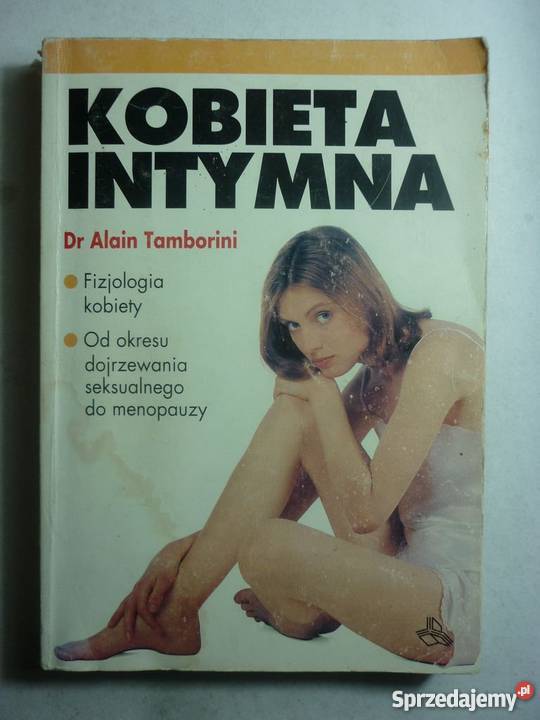 KOBIETA
INTYMNA
Dr Alain Tamborini
Fizjologia
kobiety
Od okresu
dojrzewania
seksualnego
do menopauzy
Sprzedajemy.pl